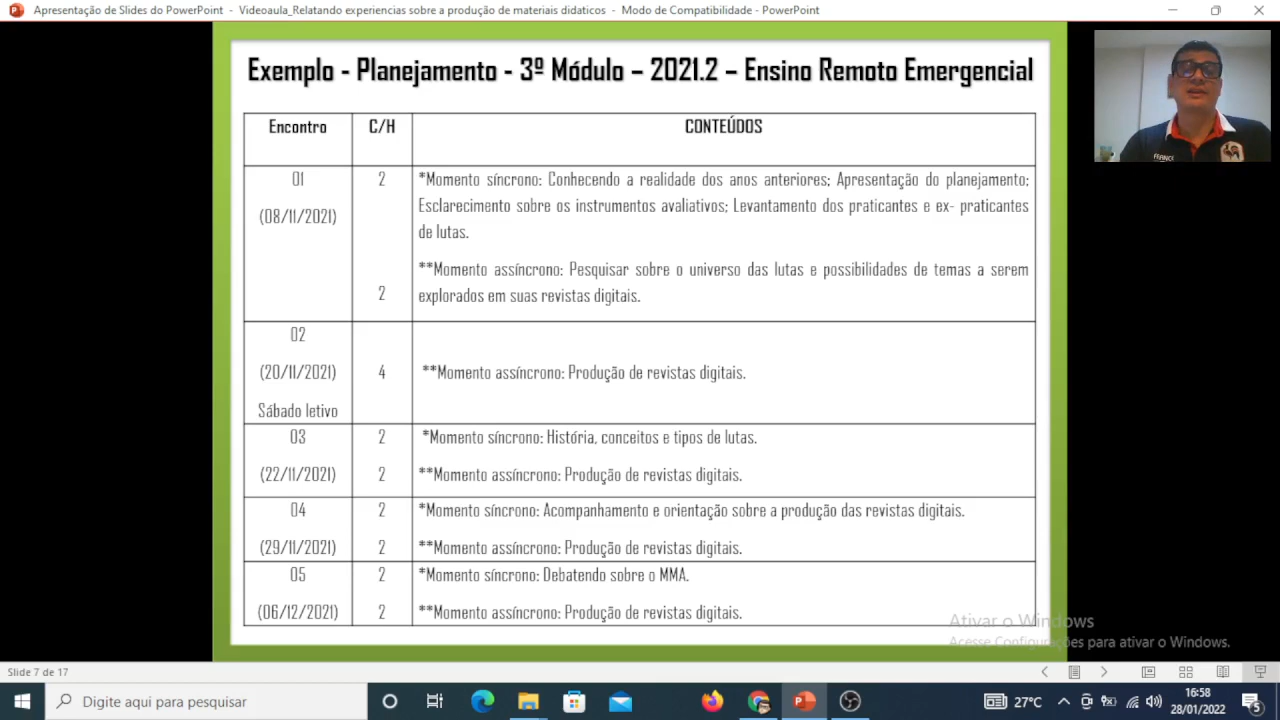 Apresentação de Slides do PowerPoint - Videoaula_Relatando experiencias sobre a produção de materiais didaticos - Modo de Compatibilidade - PowerPoint
Exemplo - Planejamento - 3º Módulo – 2021.2 – Ensino Remoto Emergencial
Encontro C/H CONTEÚDOS
01 2 *Momento síncrono: Conhecendo a realidade dos anos anteriores; Apresentação do planejamento;
(08/11/2021) Esclarecimento sobre os instrumentos avaliativos; Levantamento dos praticantes e ex- praticantes
de lutas.
**Momento assíncrono: Pesquisar sobre o universo das lutas e possibilidades de temas a serem
2 explorados em suas revistas digitais.
02
(20/11/2021) 4 **Momento assíncrono: Produção de revistas digitais.
Sábado letivo
03 2 *Momento síncrono: História, conceitos e tipos de lutas.
(22/11/2021) 2 **Momento assíncrono: Produção de revistas digitais.
04 2 *Momento síncrono: Acompanhamento e orientação sobre a produção das revistas digitais.
(29/11/2021) 2 **Momento assíncrono: Produção de revistas digitais.
05 2 *Momento síncrono: Debatendo sobre o MMA.
(06/12/2021) 2 **Momento assíncrono: Produção de revistas digitais.
FRANCE
Ativar o Windows
Acesse Configurações para ativar o Windows.
Slide 7 de 17
Digite aqui para pesquisar
27°C
16:58
28/01/2022
5